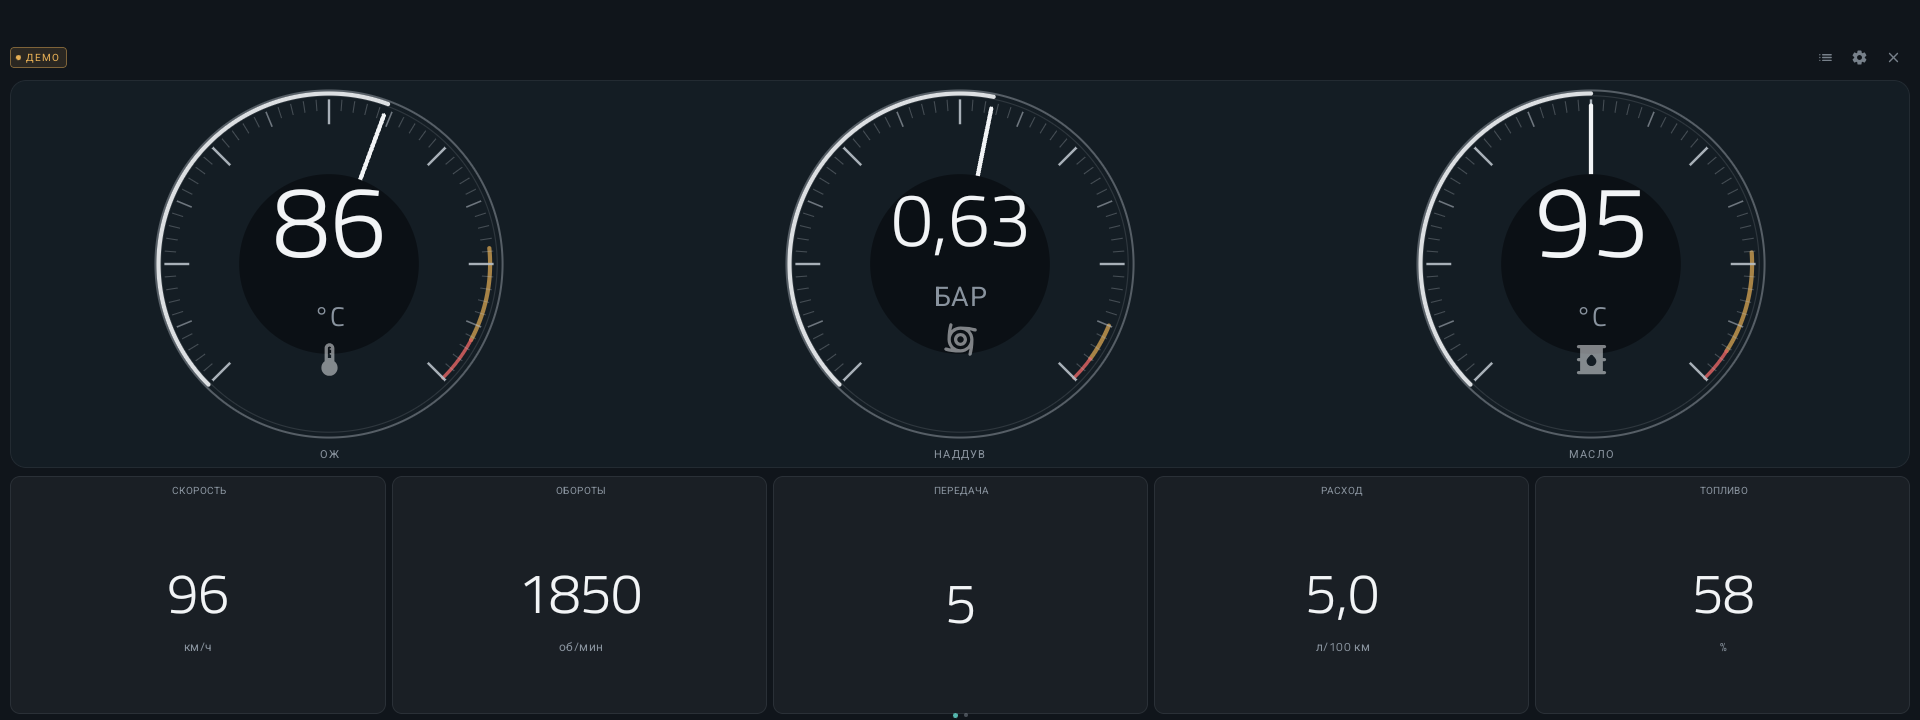 ДЕМО
86
°C
ОЖ
0,63
БАР
НАДДУВ
95
°C
МАСЛО
СКОРОСТЬ
96
км/ч
ОБОРОТЫ
1850
об/мин
ПЕРЕДАЧА
5
РАСХОД
5,0
л/100 км
ТОПЛИВО
58
%